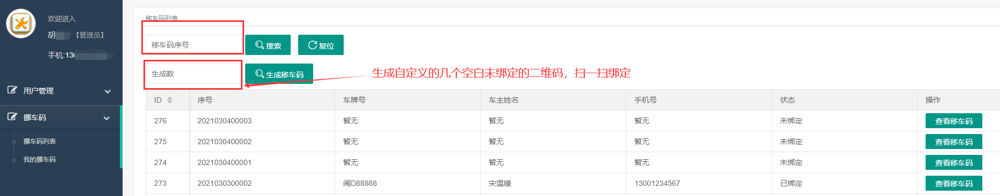 欢迎进入
胡 【管理员】
手机:13
用户管理
挪车码
挪车码列表
我的挪车码
移车码列表
移车码序号 搜索 复位
生成数 生成移车码 生成自定义的几个空白未绑定的二维码，扫一扫绑定
ID 序号 车牌号 车主姓名 手机号 状态 操作
276 2021030400003 暂无 暂无 暂无 未绑定 查看移车码
275 2021030400002 暂无 暂无 暂无 未绑定 查看移车码
274 2021030400001 暂无 暂无 暂无 未绑定 查看移车码
273 2021030300002 闽D88888 宋温暖 13001234567 已绑定 查看移车码